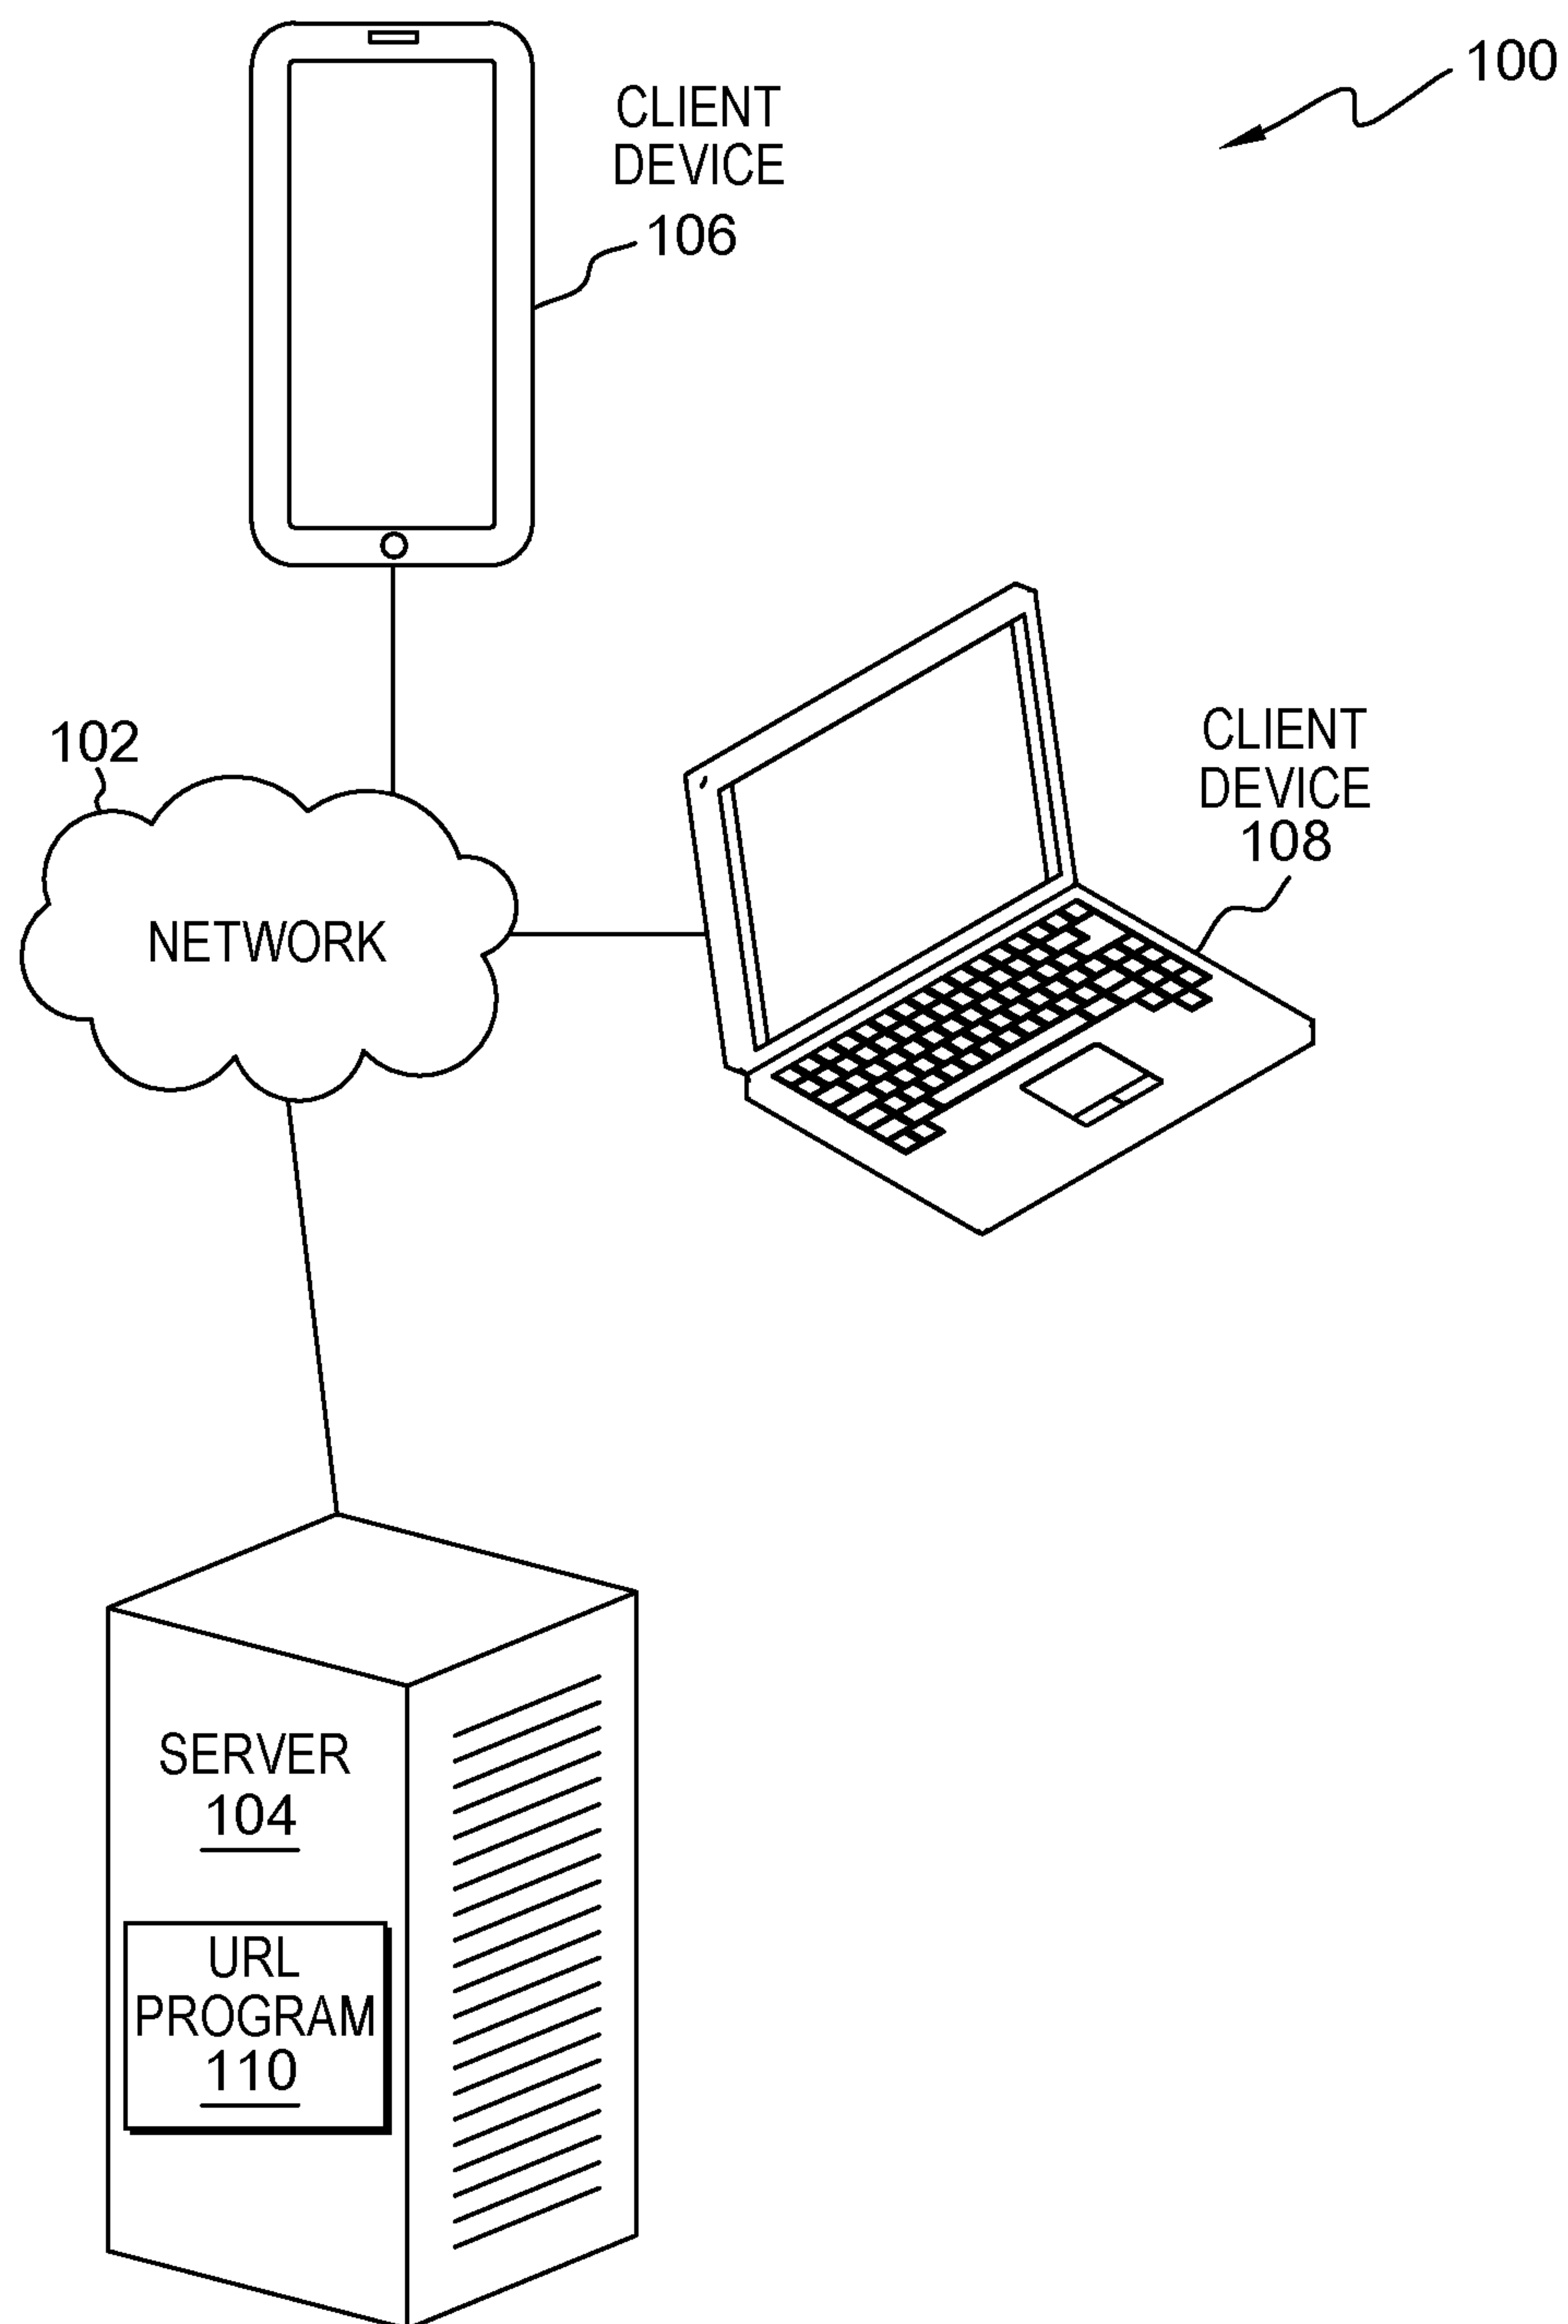 100
CLIENT
DEVICE
106
102
NETWORK
CLIENT
DEVICE
108
SERVER
104
URL
PROGRAM
110